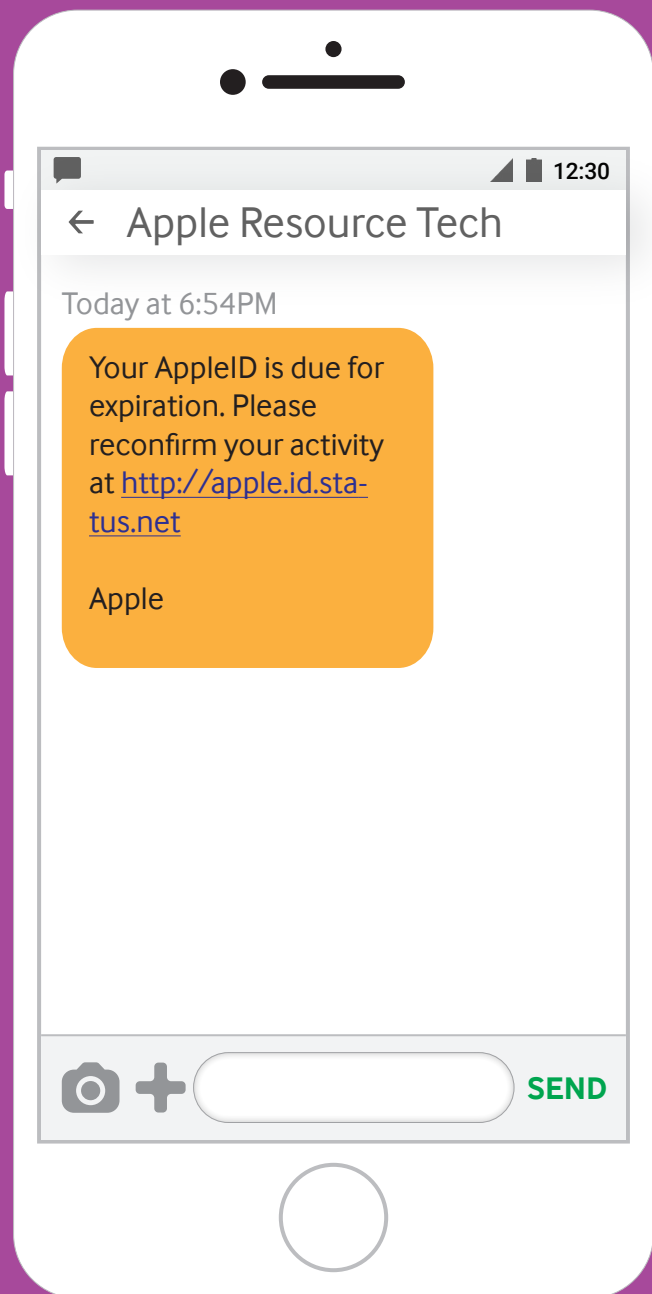 12:30
← Apple Resource Tech
Today at 6:54PM
Your AppleID is due for
expiration. Please
reconfirm your activity
at http://apple.id.sta-
tus.net
Apple
SEND